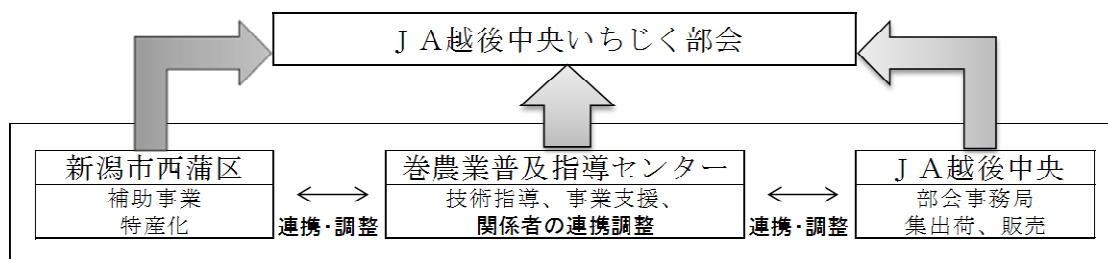 ＪＡ越後中央いちじく部会
新潟市西蒲区
補助事業
特産化
連携・調整
巻農業普及指導センター
技術指導、事業支援、
関係者の連携調整
連携・調整
ＪＡ越後中央
部会事務局
集出荷、販売